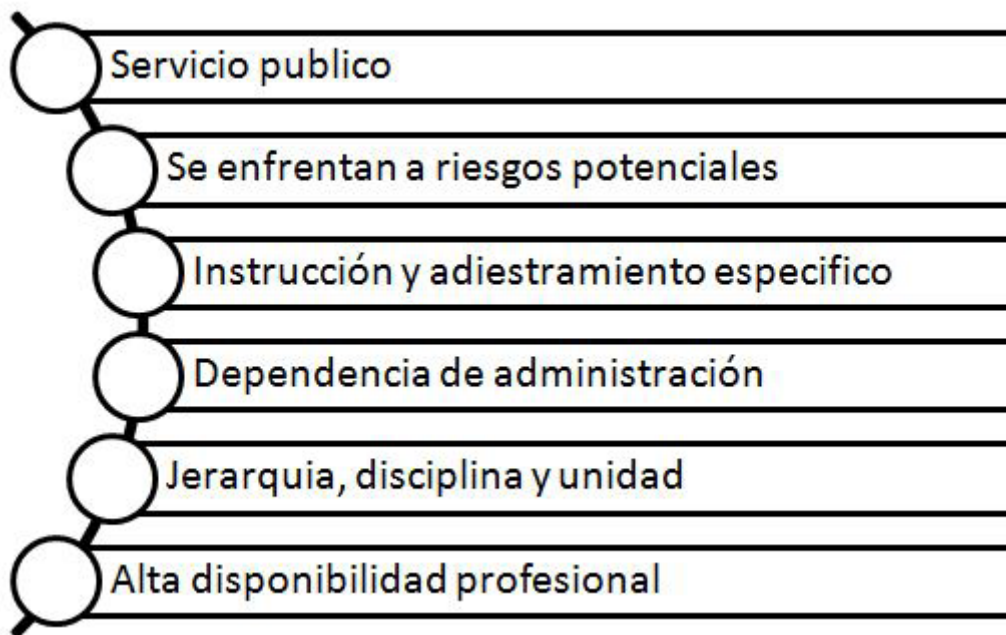 Servicio publico
Se enfrentan a riesgos potenciales
Instrucción y adiestramiento especifico
Dependencia de administración
Jerarquia, disciplina y unidad
Alta disponibilidad profesional